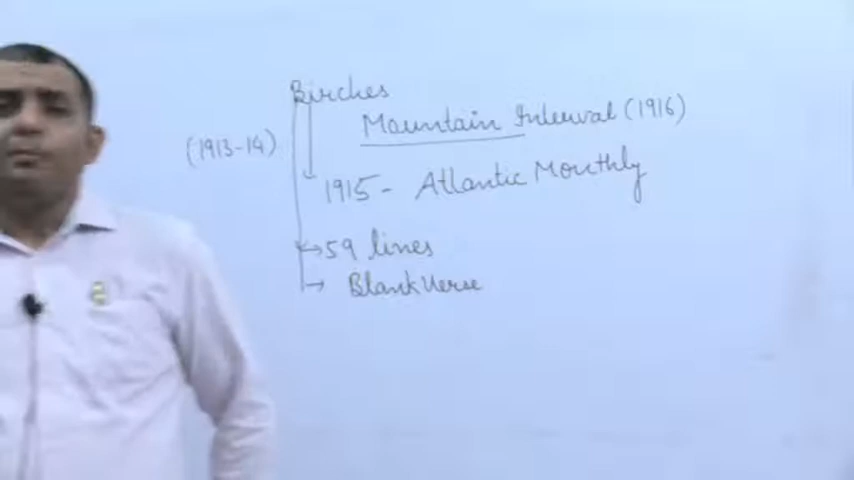 Birches
Mountain Interval (1916)
(1913-14)
1915- Atlantic Monthly
59 lines
Blank Verse